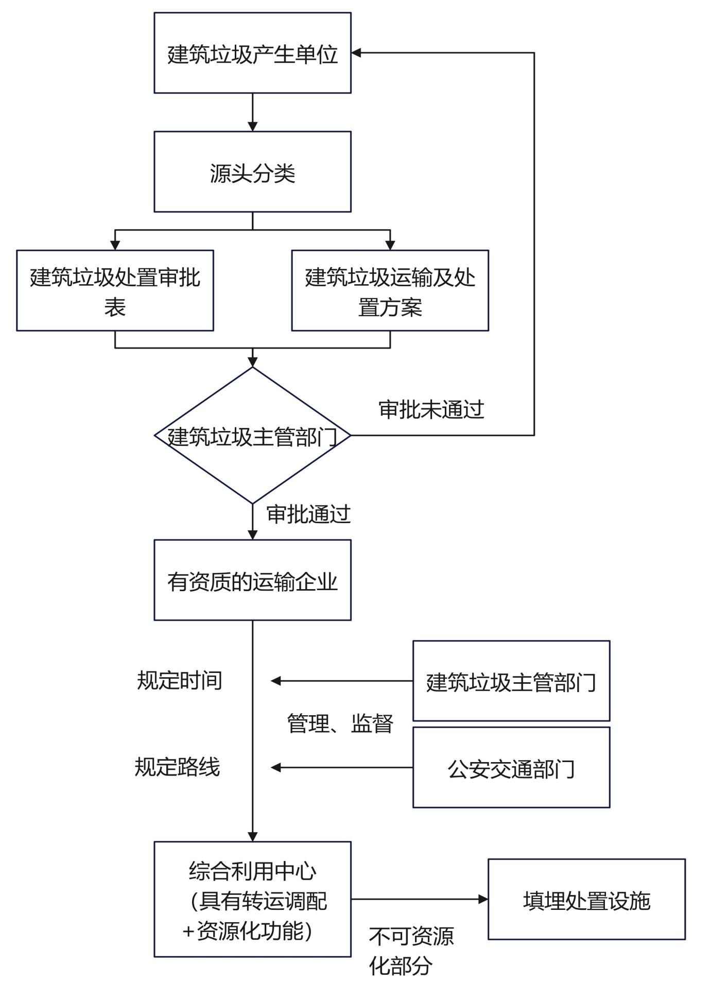 建筑垃圾产生单位
源头分类
建筑垃圾处置审批
表
建筑垃圾运输及处
置方案
审批未通过
建筑垃圾主管部门
审批通过
有资质的运输企业
规定时间
建筑垃圾主管部门
管理、监督
规定路线
公安交通部门
综合利用中心
（具有转运调配
+资源化功能）
填埋处置设施
不可资源
化部分